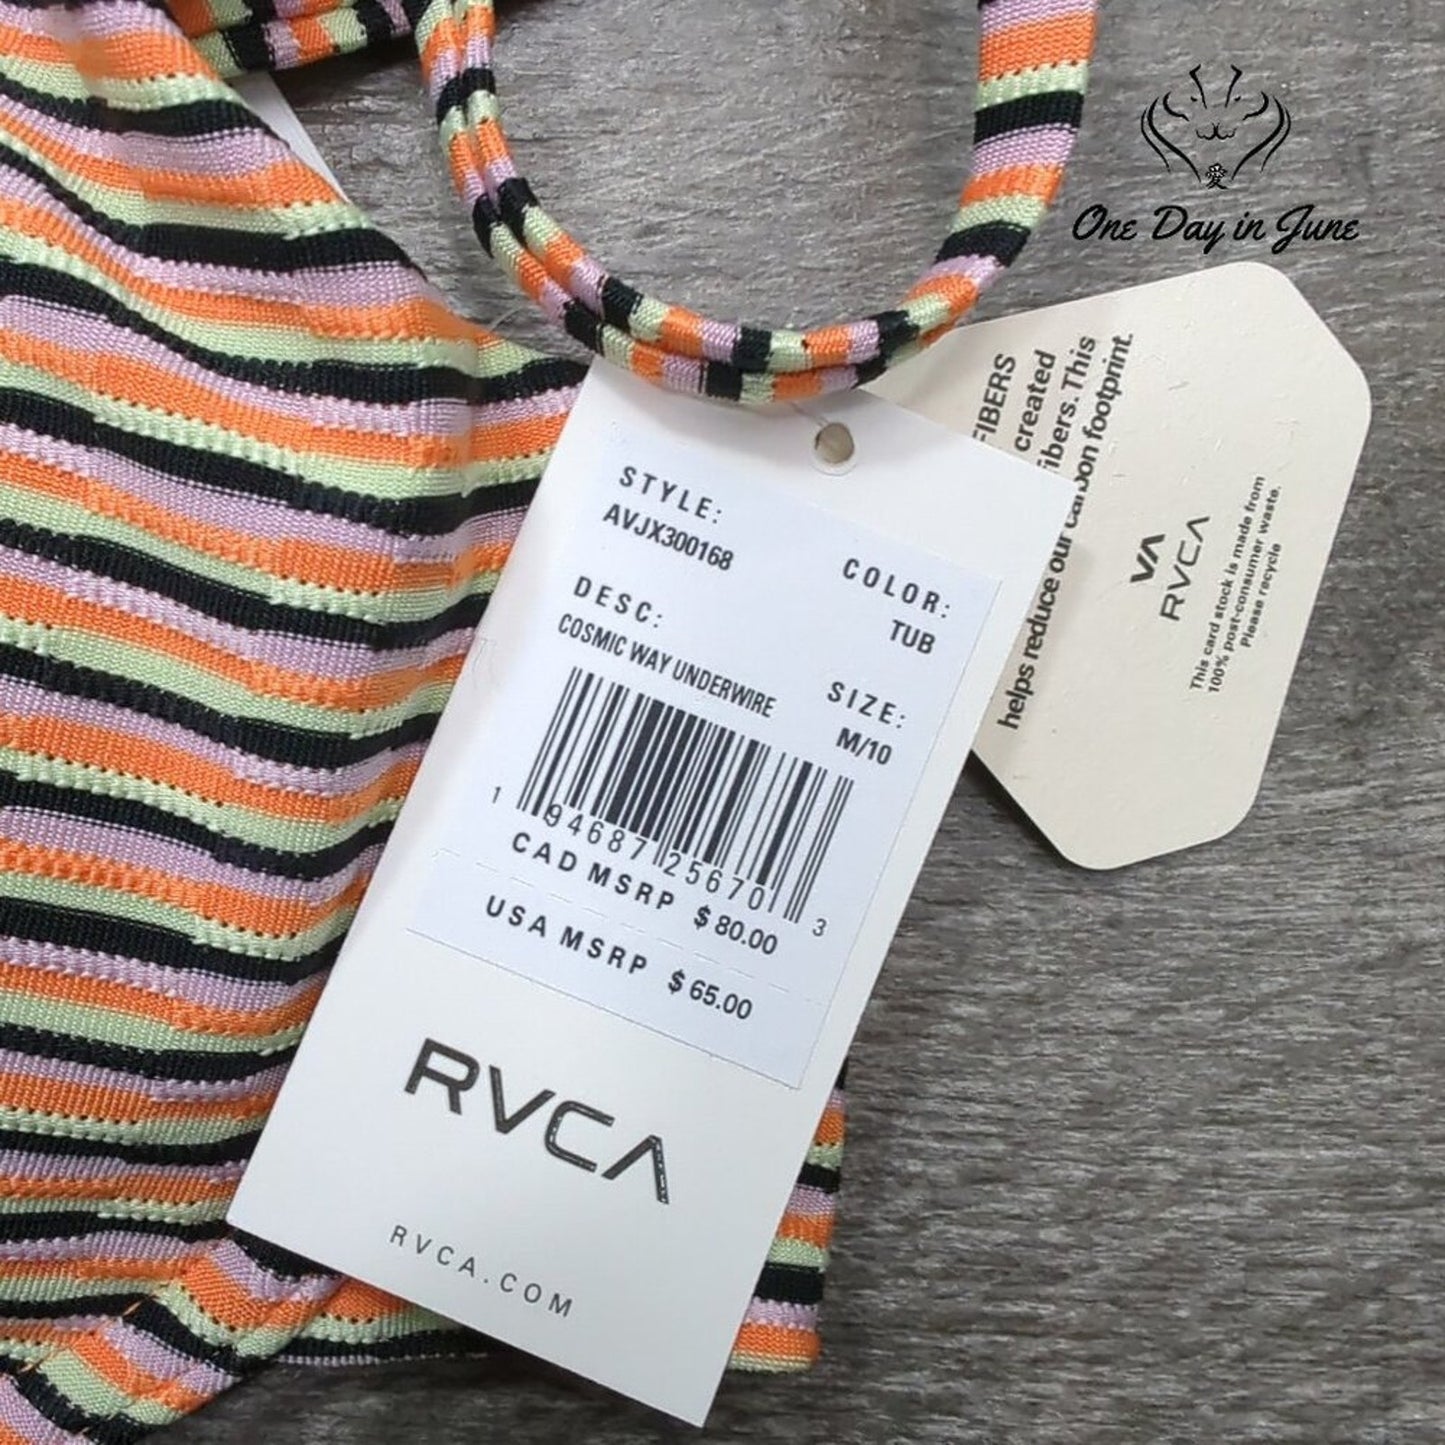 愛
One Day in June
FIBERS
created
fibers. This
helps reduce our carbon footprint.
VA
RVCA
This card stock is made from
100% post-consumer waste.
Please recycle
STYLE:
AVJX300168
COLOR:
TUB
DESC:
COSMIC WAY UNDERWIRE
SIZE:
M/10
1 94687 25670 3
CAD MSRP $ 80.00
USA MSRP $ 65.00
RVCA
RVCA.COM